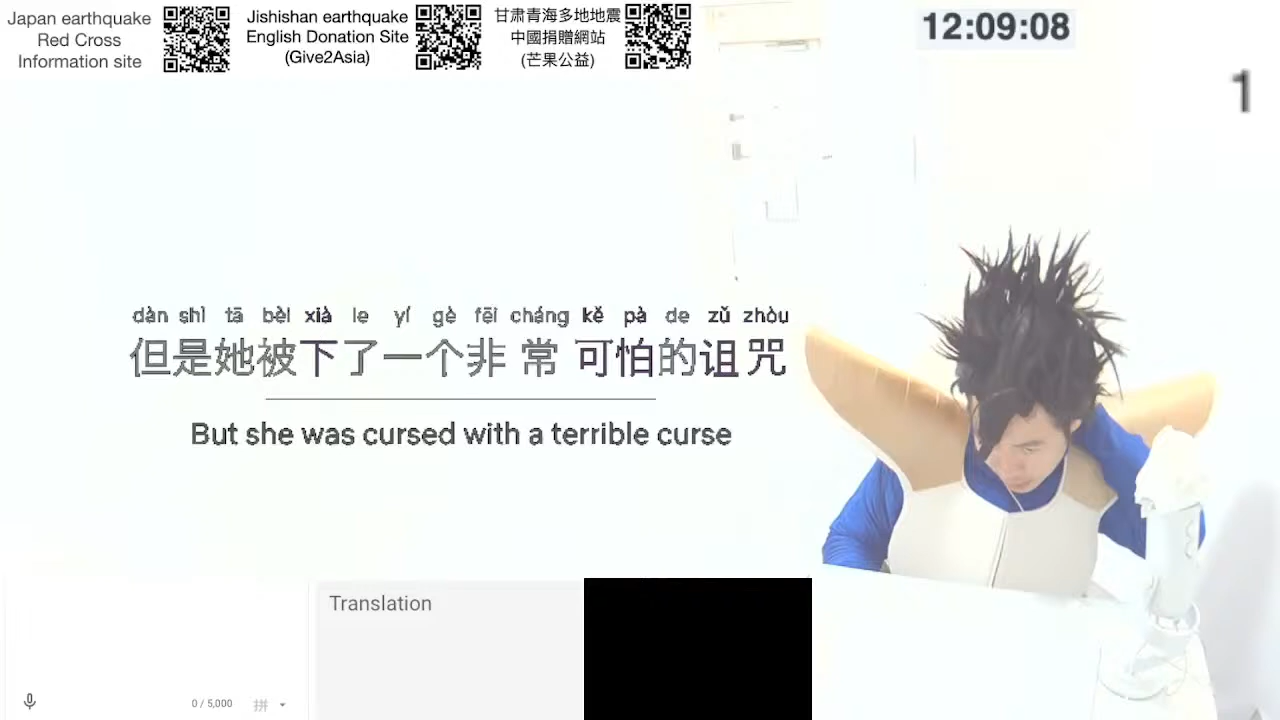 Japan earthquake
Red Cross
Information site
Jishishan earthquake
English Donation Site
(Give2Asia)
甘肅青海多地地震
中國捐贈網站
(芒果公益)
12:09:08
1
dàn shì tā bèi xià le yí gè fēi cháng kě pà de zǔ zhòu
但是她被下了一个非常可怕的诅咒
But she was cursed with a terrible curse
Translation
0 / 5,000
拼